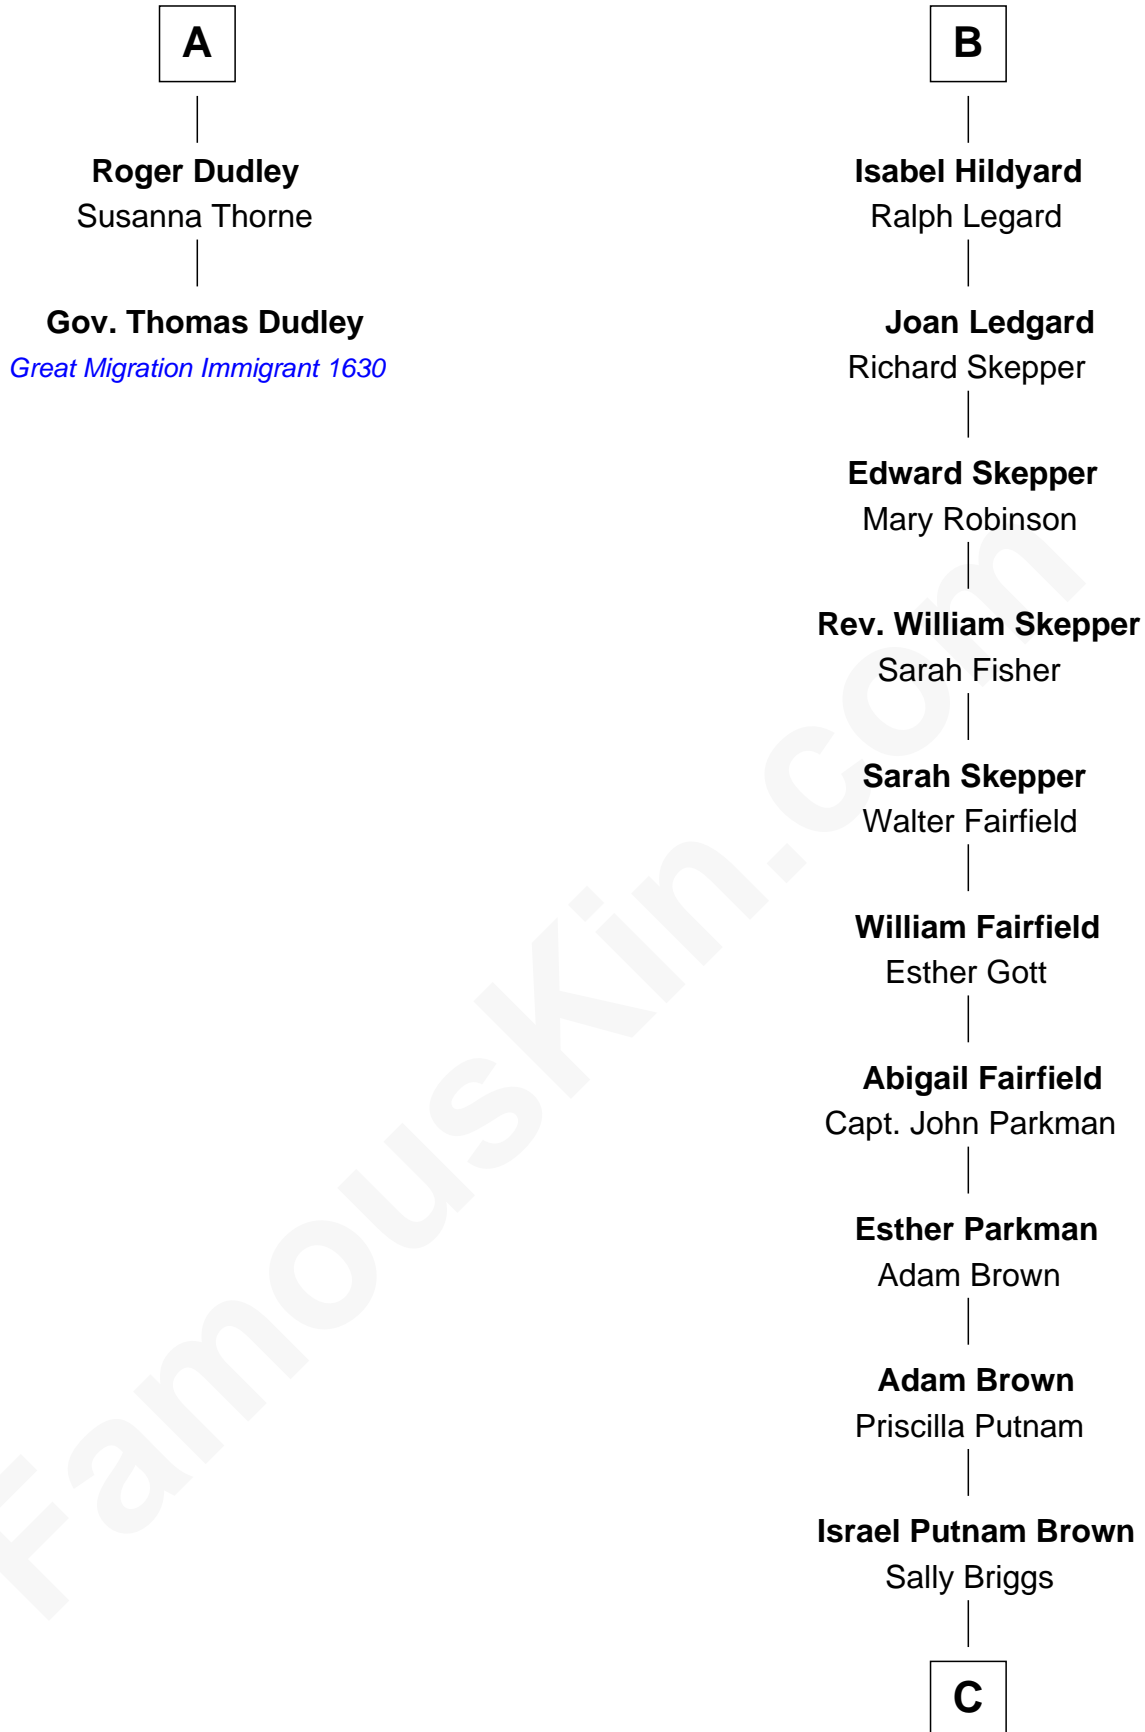 A
Roger Dudley
Susanna Thorne
Gov. Thomas Dudley
Great Migration Immigrant 1630
B
Isabel Hildyard
Ralph Legard
Joan Ledgard
Richard Skepper
Edward Skepper
Mary Robinson
Rev. William Skepper
Sarah Fisher
Sarah Skepper
Walter Fairfield
William Fairfield
Esther Gott
Abigail Fairfield
Capt. John Parkman
Esther Parkman
Adam Brown
Adam Brown
Priscilla Putnam
Israel Putnam Brown
Sally Briggs
C
FamousKin.com